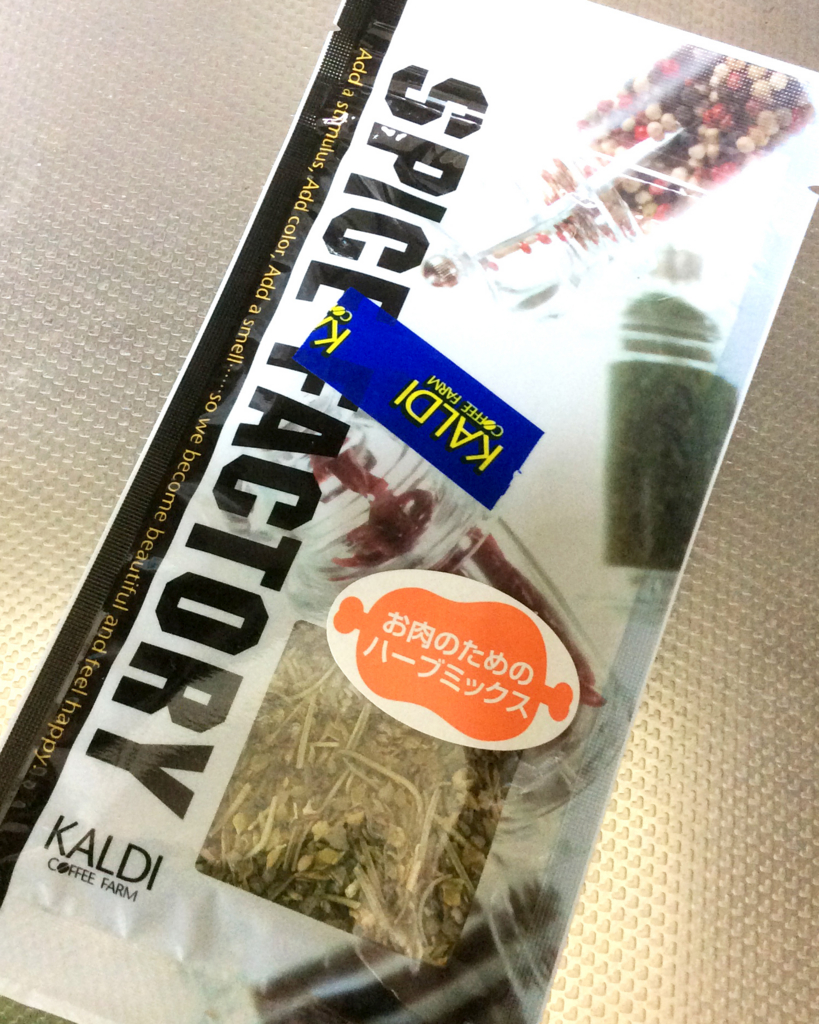 SPICE FACTORY
Add a stimulus, Add color, Add a smell......so we become beautiful and feel happy!
KALDI
COFFEE FARM
K
CO
お肉のための
ハーブミックス
KALDI
COFFEE FARM